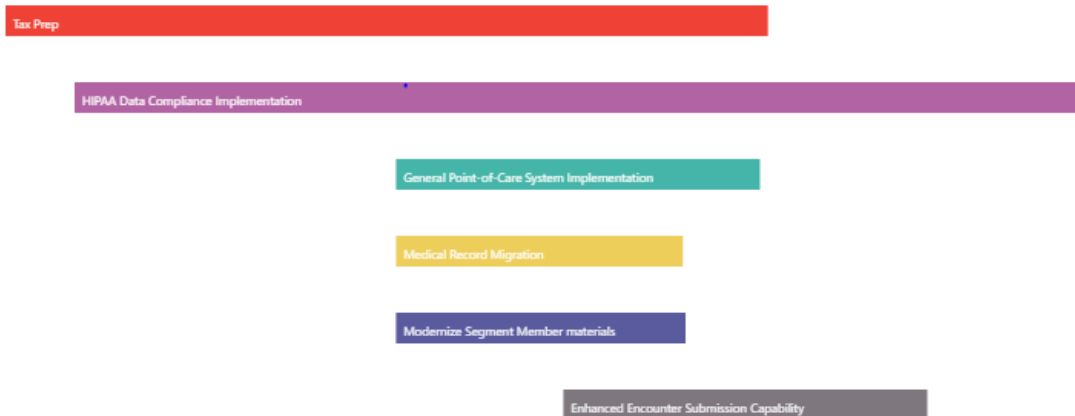 Tax Prep
HIPAA Data Compliance Implementation
General Point-of-Care System Implementation
Medical Record Migration
Modernize Segment Member materials
Enhanced Encounter Submission Capability